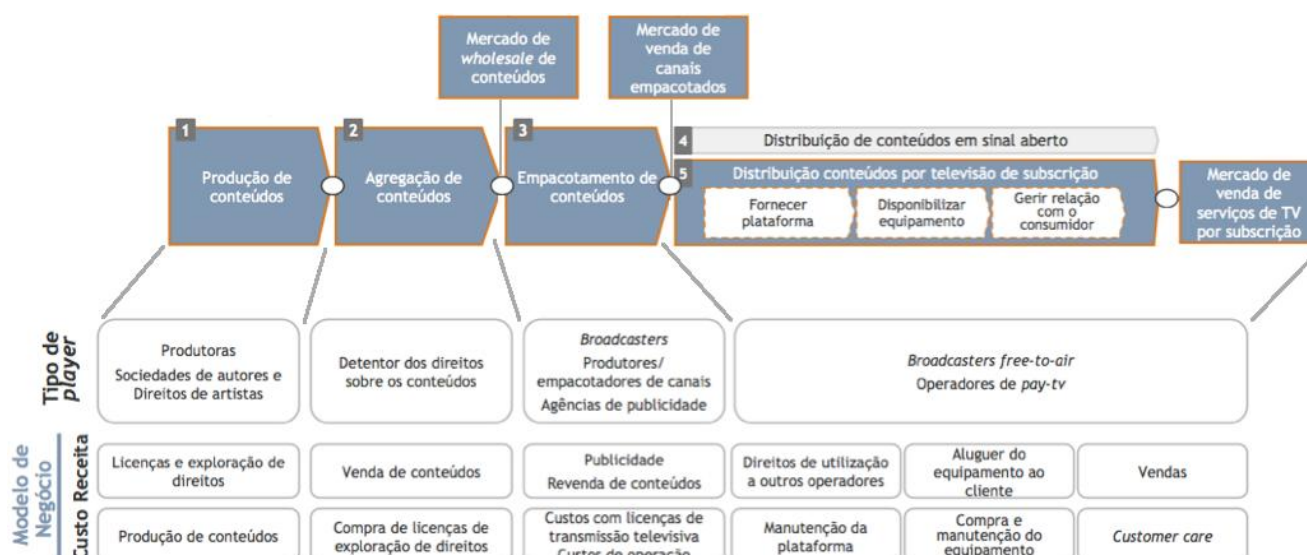 Mercado de
wholesale de
conteúdos
Mercado de
venda de
canais
empacotados
1
Produção de
conteúdos
2
Agregação de
conteúdos
3
Empacotamento de
conteúdos
4
Distribuição de conteúdos em sinal aberto
5
Distribuição conteúdos por televisão de subscrição
Fornecer
plataforma
Disponibilizar
equipamento
Gerir relação
com o
consumidor
Mercado de
venda de
serviços de TV
por subscrição
Tipo de
player
Produtoras
Sociedades de autores e
Direitos de artistas
Detentor dos direitos
sobre os conteúdos
Broadcasters
Produtores/
empacotadores de canais
Agências de publicidade
Broadcasters free-to-air
Operadores de pay-tv
Modelo de
Negócio
Receita
Licenças e exploração de
direitos
Venda de conteúdos
Publicidade
Revenda de conteúdos
Direitos de utilização
a outros operadores
Aluguer do
equipamento ao
cliente
Vendas
Custo
Produção de conteúdos
Compra de licenças de
exploração de direitos
Custos com licenças de
transmissão televisiva
Custos de operação
Manutenção da
plataforma
Compra e
manutenção do
equipamento
Customer care